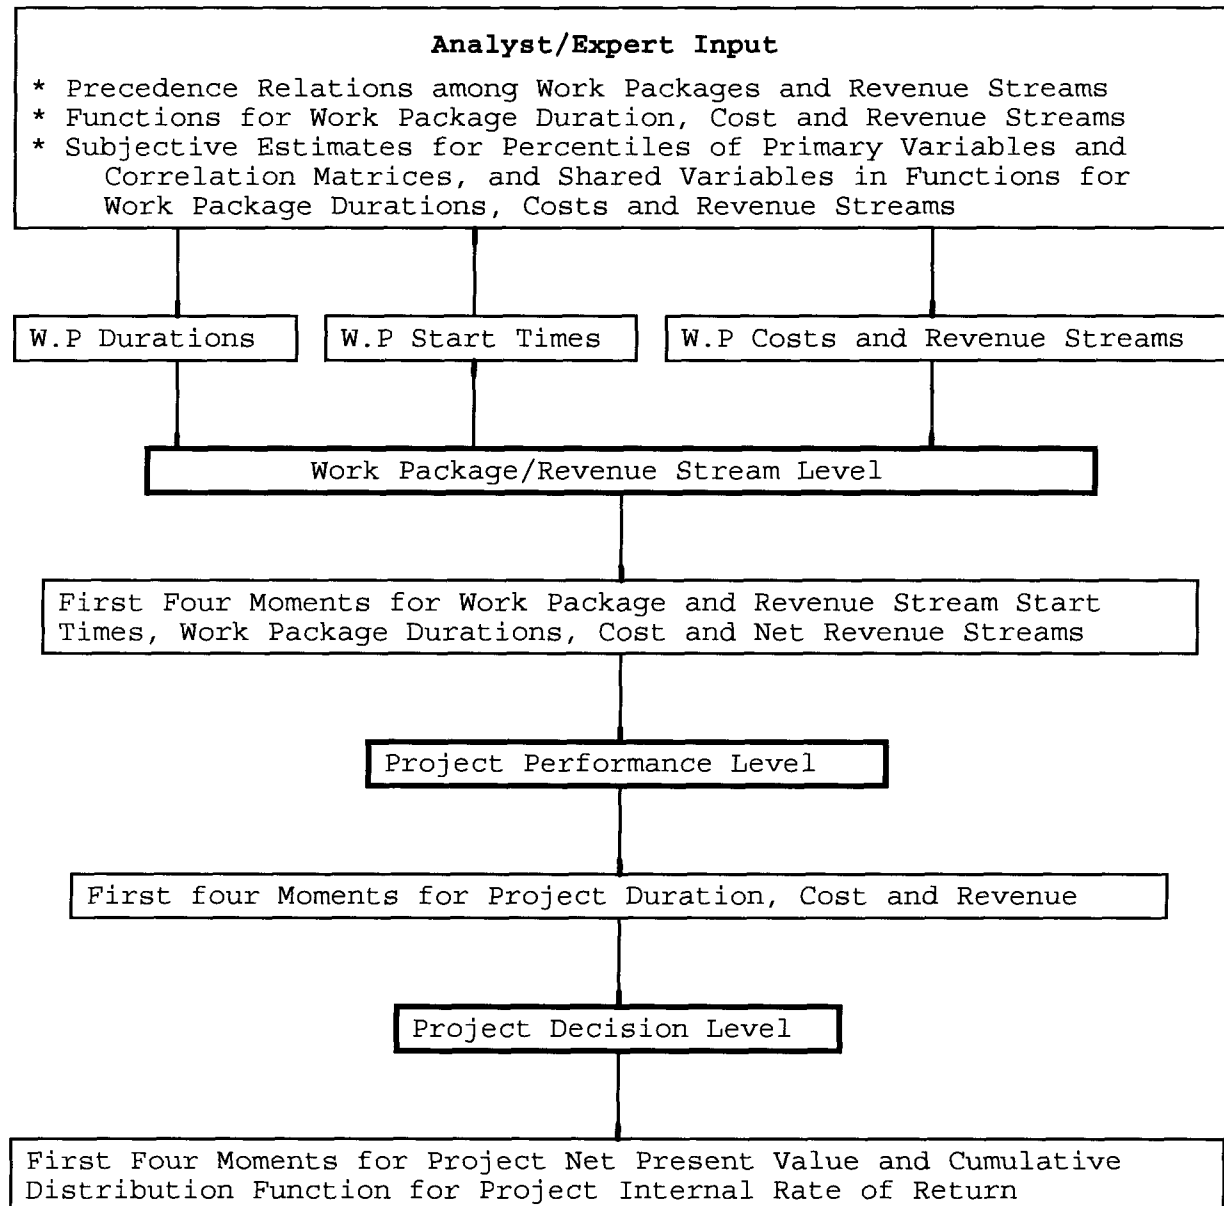 Analyst/Expert Input
* Precedence Relations among Work Packages and Revenue Streams
* Functions for Work Package Duration, Cost and Revenue Streams
* Subjective Estimates for Percentiles of Primary Variables and
Correlation Matrices, and Shared Variables in Functions for
Work Package Durations, Costs and Revenue Streams
W.P Durations
W.P Start Times
W.P Costs and Revenue Streams
Work Package/Revenue Stream Level
First Four Moments for Work Package and Revenue Stream Start
Times, Work Package Durations, Cost and Net Revenue Streams
Project Performance Level
First four Moments for Project Duration, Cost and Revenue
Project Decision Level
First Four Moments for Project Net Present Value and Cumulative
Distribution Function for Project Internal Rate of Return